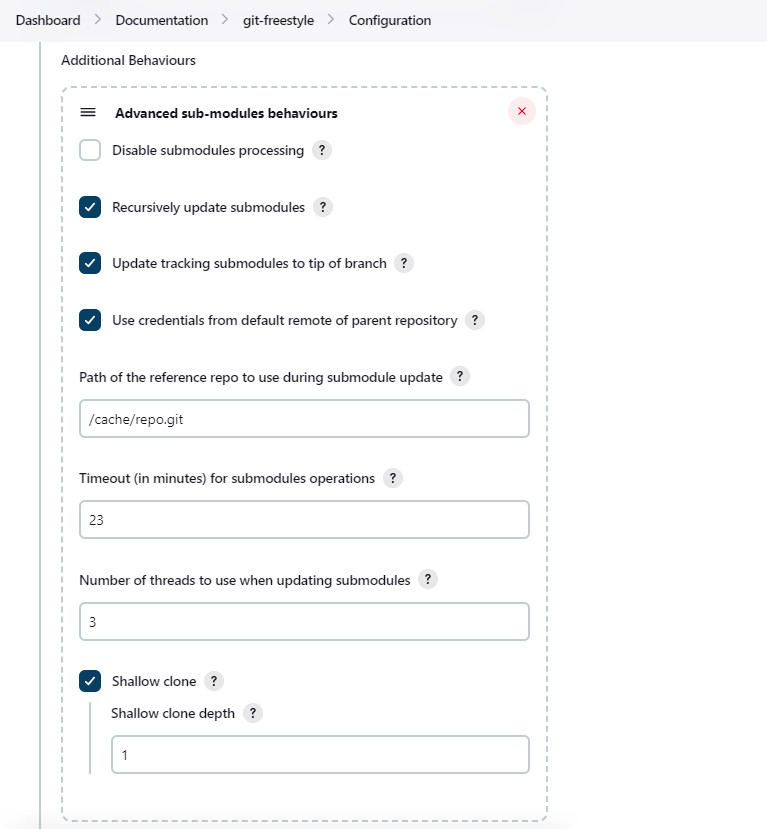 Dashboard > Documentation > git-freestyle > Configuration
Additional Behaviours
Advanced sub-modules behaviours
Disable submodules processing ?
Recursively update submodules ?
Update tracking submodules to tip of branch ?
Use credentials from default remote of parent repository ?
Path of the reference repo to use during submodule update ?
/cache/repo.git
Timeout (in minutes) for submodules operations ?
23
Number of threads to use when updating submodules ?
3
Shallow clone ?
Shallow clone depth ?
1